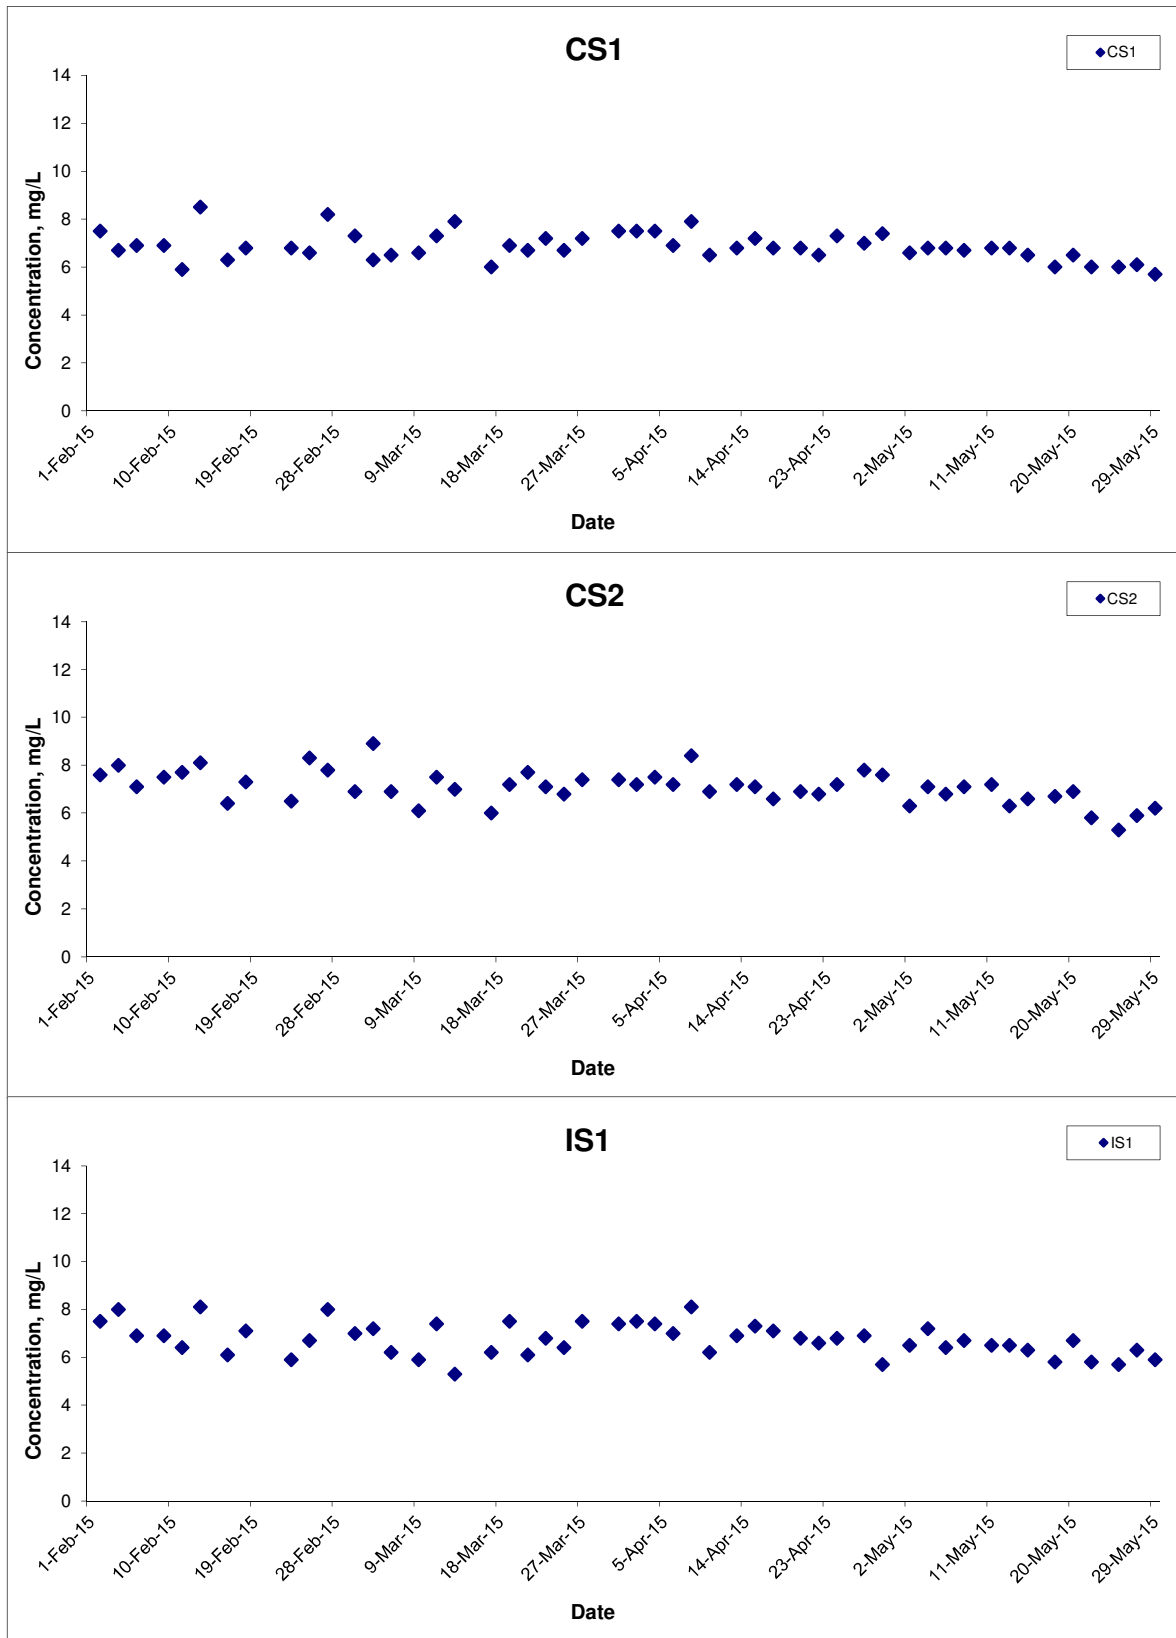 CS1
CS1
Concentration, mg/L
14
12
10
8
6
4
2
0
1-Feb-15
10-Feb-15
19-Feb-15
28-Feb-15
9-Mar-15
18-Mar-15
27-Mar-15
5-Apr-15
14-Apr-15
23-Apr-15
2-May-15
11-May-15
20-May-15
29-May-15
Date
CS2
CS2
Concentration, mg/L
14
12
10
8
6
4
2
0
1-Feb-15
10-Feb-15
19-Feb-15
28-Feb-15
9-Mar-15
18-Mar-15
27-Mar-15
5-Apr-15
14-Apr-15
23-Apr-15
2-May-15
11-May-15
20-May-15
29-May-15
Date
IS1
IS1
Concentration, mg/L
14
12
10
8
6
4
2
0
1-Feb-15
10-Feb-15
19-Feb-15
28-Feb-15
9-Mar-15
18-Mar-15
27-Mar-15
5-Apr-15
14-Apr-15
23-Apr-15
2-May-15
11-May-15
20-May-15
29-May-15
Date